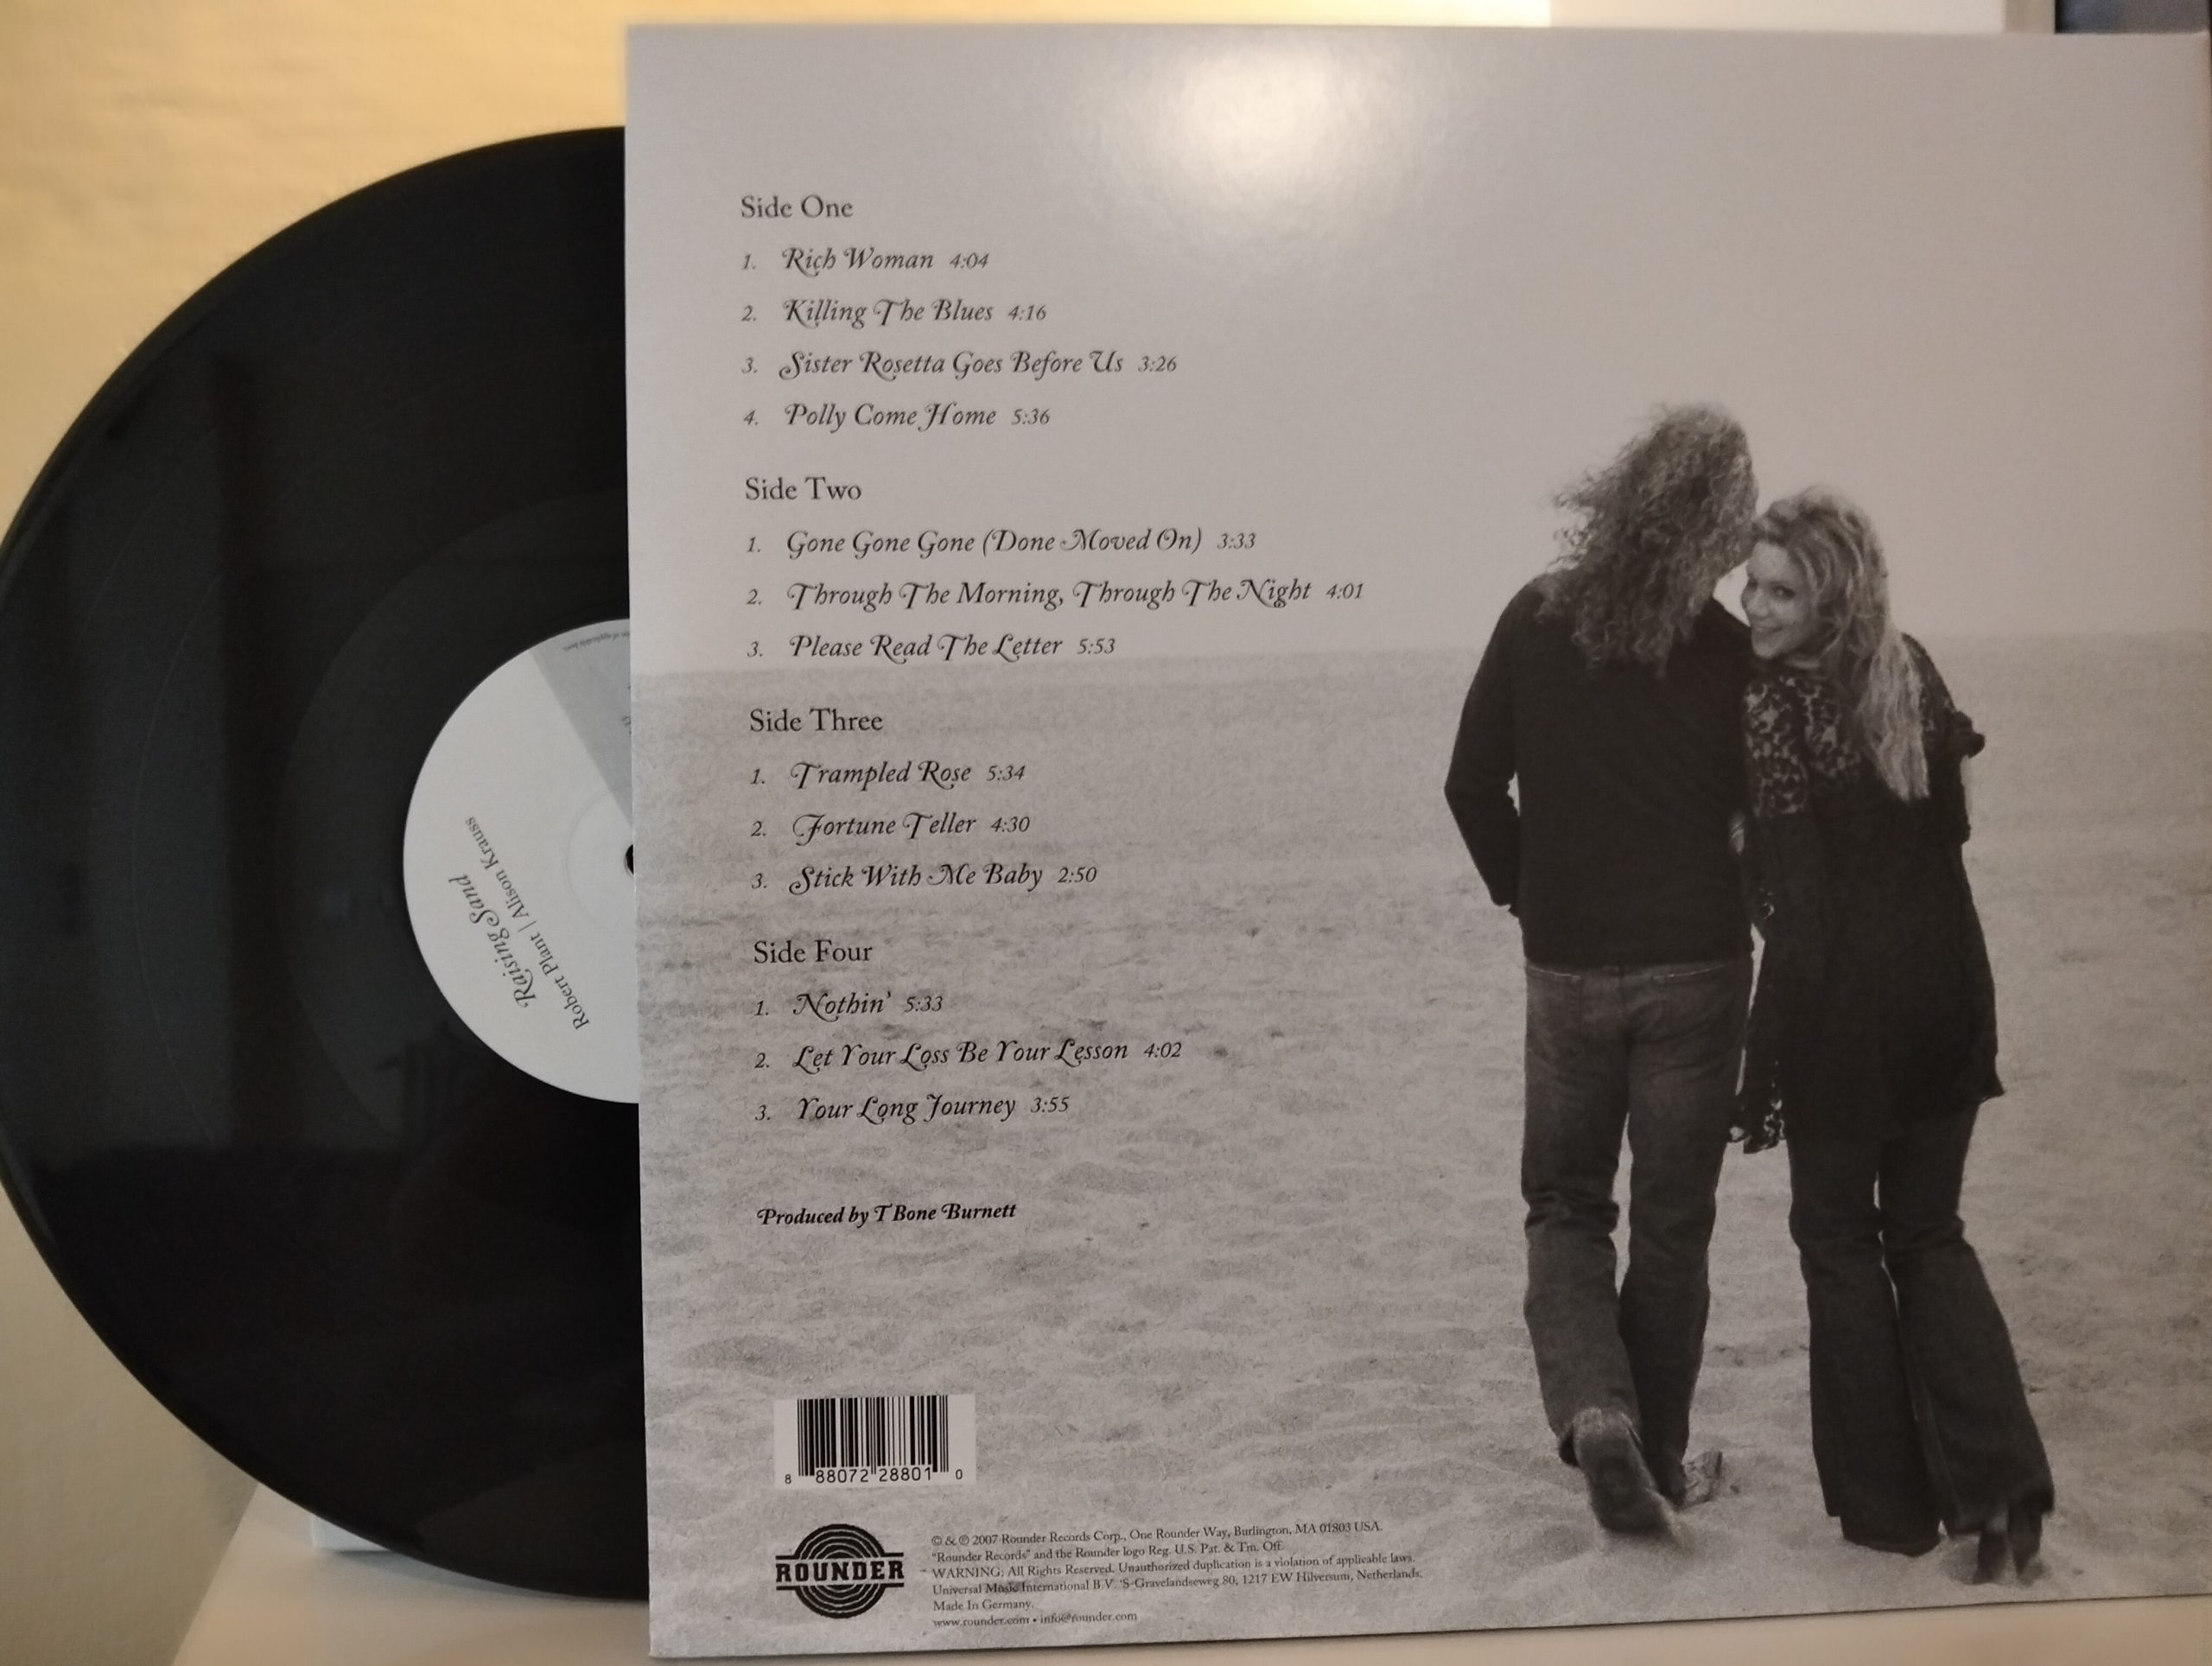 Side One
1. Rich Woman 4:04
2. Killing The Blues 4:16
3. Sister Rosetta Goes Before Us 3:26
4. Polly Come Home 5:36
Side Two
1. Gone Gone Gone (Done Moved On) 3:33
2. Through The Morning, Through The Night 4:01
3. Please Read The Letter 5:53
Side Three
1. Trampled Rose 5:34
2. Fortune Teller 4:30
3. Stick With Me Baby 2:50
Side Four
1. Nothin' 5:33
2. Let Your Loss Be Your Lesson 4:02
3. Your Long Journey 3:55
Produced by T Bone Burnett
8 88072 28801 0
ROUNDER
© & ℗ 2007 Rounder Records Corp., One Rounder Way, Burlington, MA 01803 USA.
"Rounder Records" and the Rounder logo Reg. U.S. Pat. & Tm. Off.
WARNING: All Rights Reserved. Unauthorized duplication is a violation of applicable laws.
Universal Music International B.V. 'S-Gravelandseweg 80, 1217 EW Hilversum, Netherlands.
Made In Germany.
www.rounder.com • info@rounder.com
Raising Sand
Robert Plant | Alison Krauss